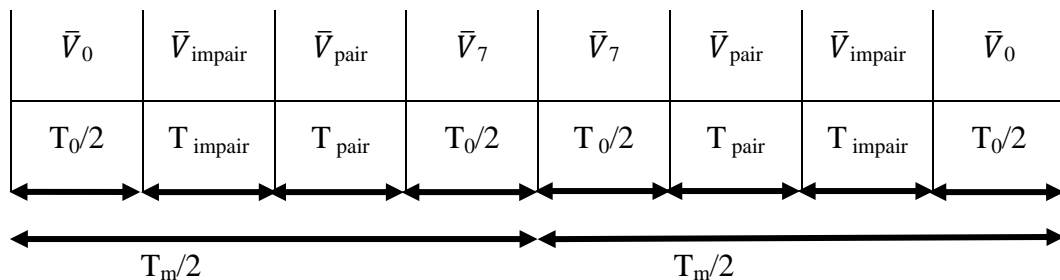 V̄₀ V̄impair V̄pair V̄₇ V̄₇ V̄pair V̄impair V̄₀
T₀/2 T impair T pair T₀/2 T₀/2 T pair T impair T₀/2
Tₘ/2 Tₘ/2